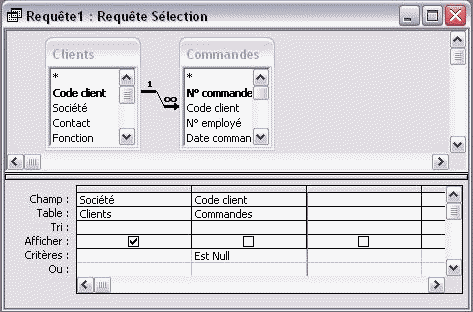 Requête1 : Requête Sélection
Clients
*
Code client
Société
Contact
Fonction
1
∞
Commandes
*
N° commande
Code client
N° employé
Date comman
Champ : Société Code client
Table : Clients Commandes
Tri :
Afficher :
Critères : Est Null
Ou :